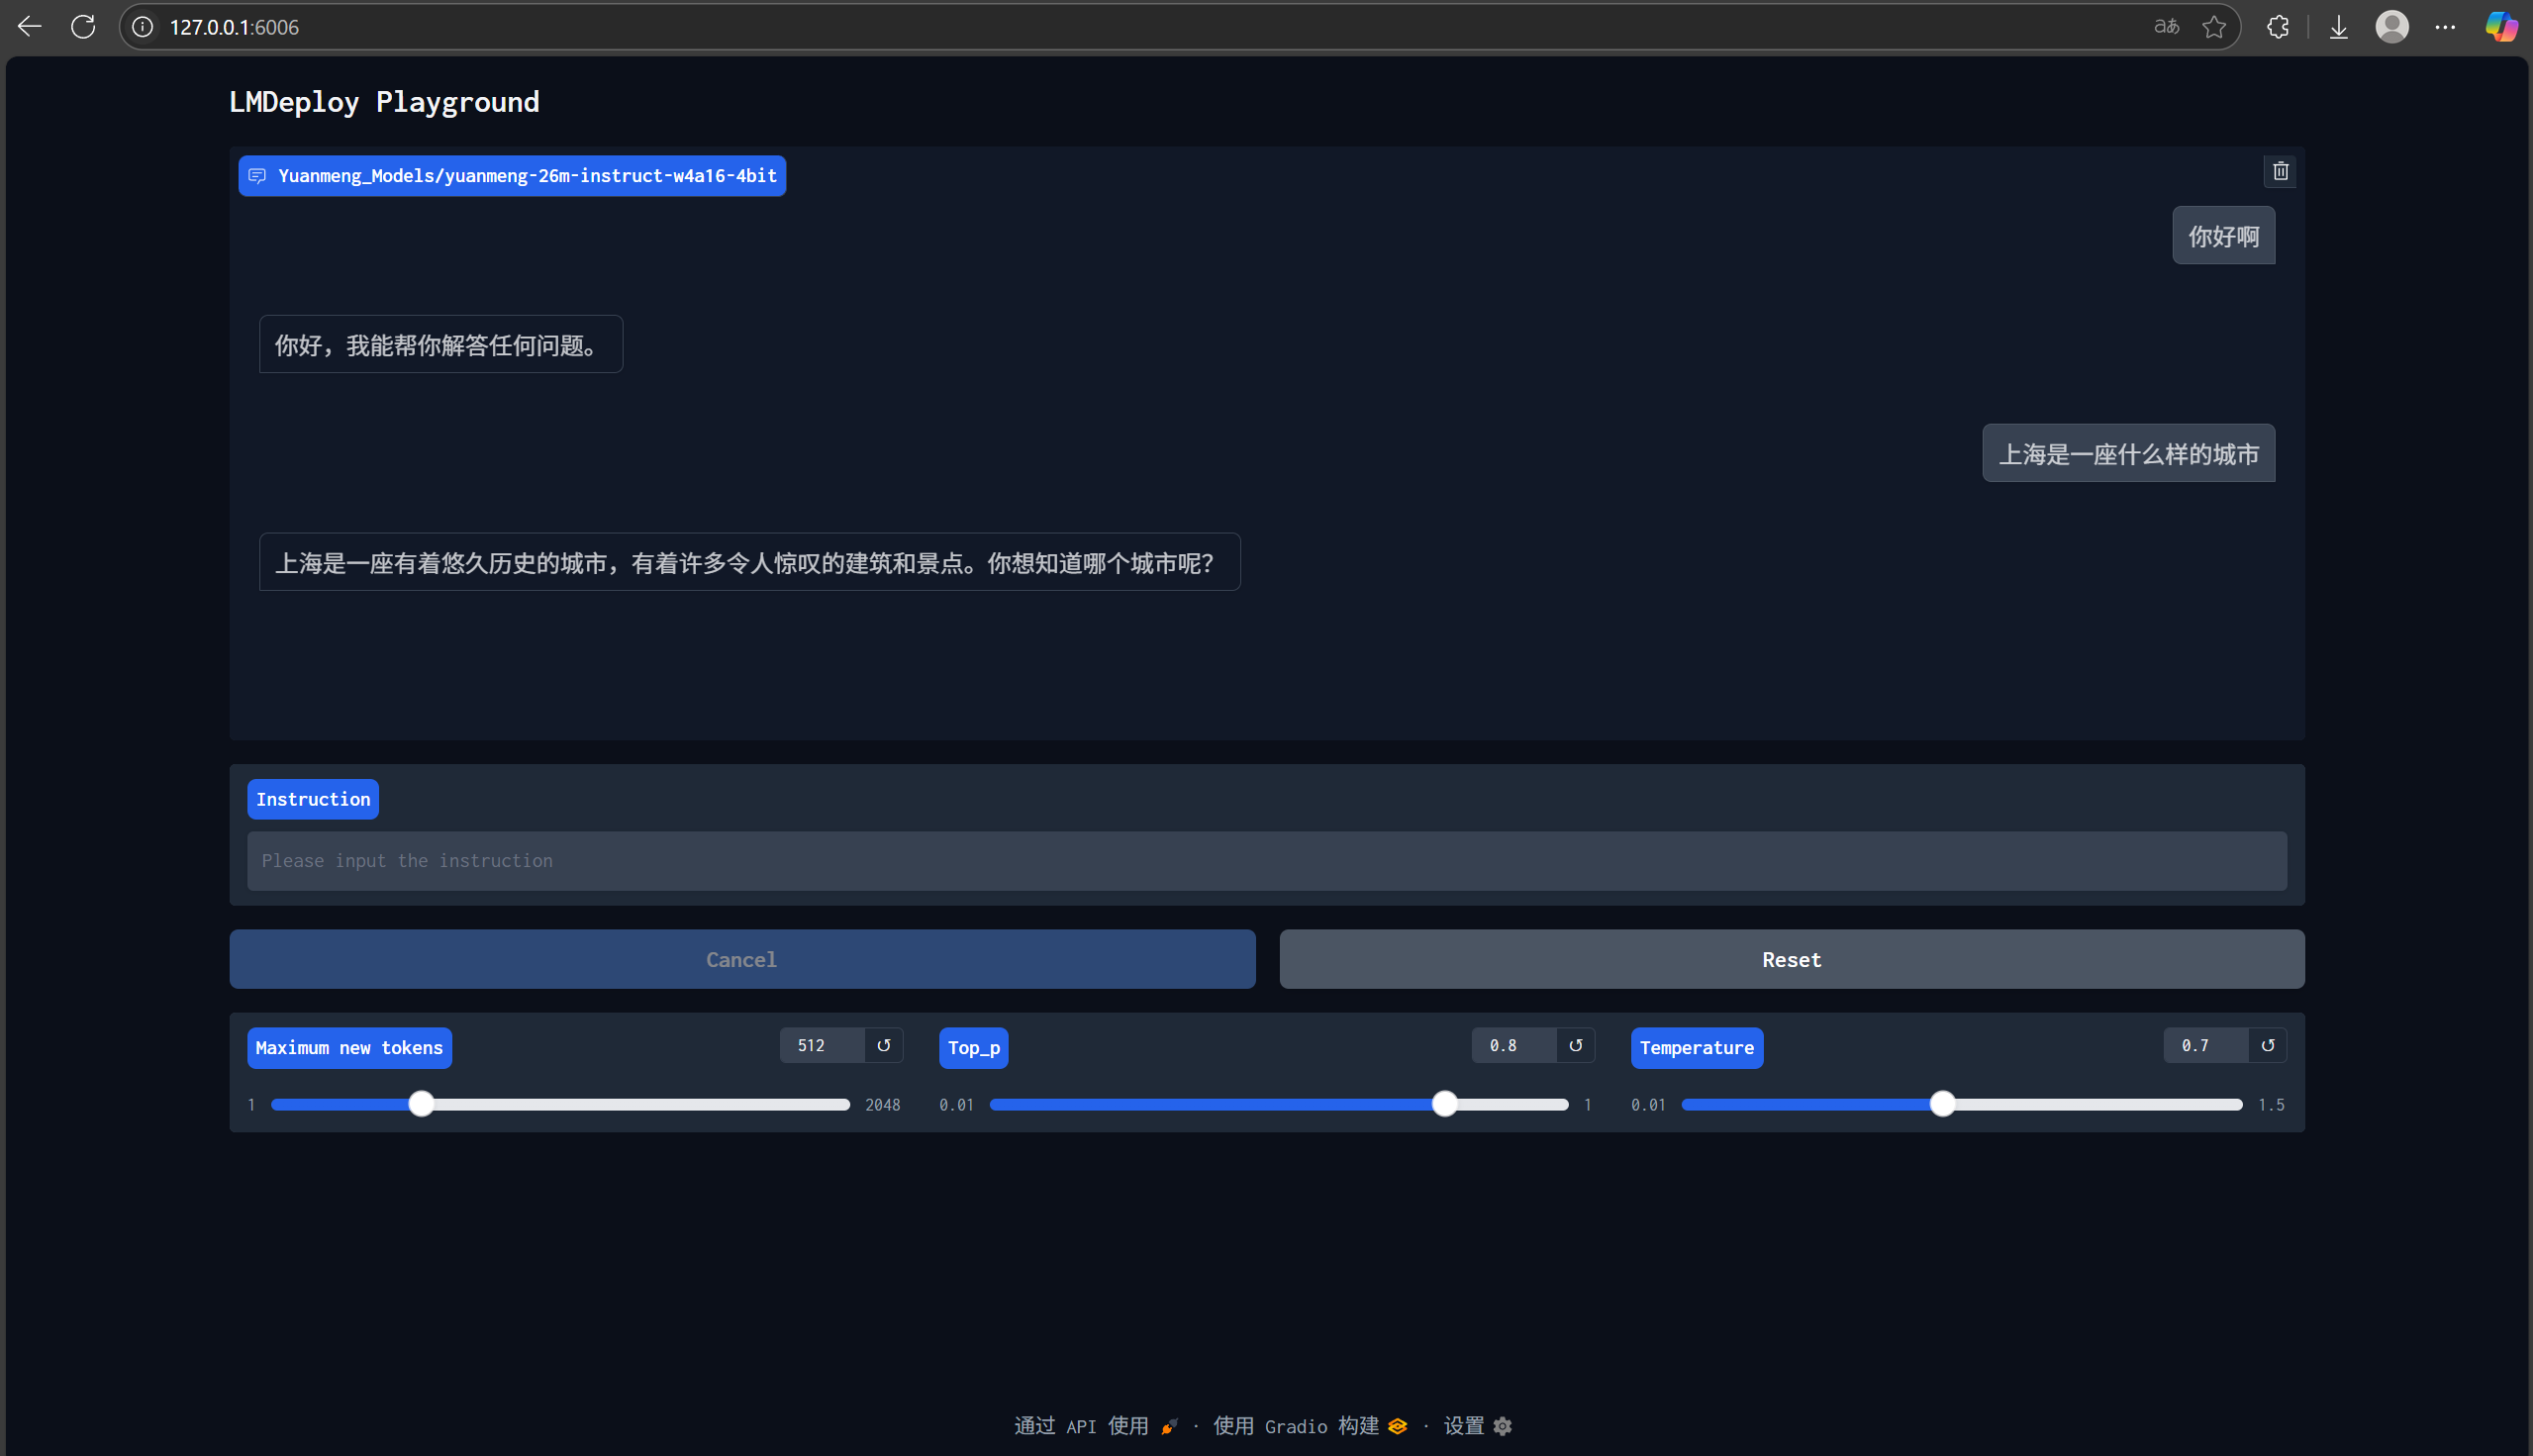 127.0.0.1:6006
LMDeploy Playground
Yuanmeng_Models/yuanmeng-26m-instruct-w4a16-4bit
你好啊
你好，我能帮你解答任何问题。
上海是一座什么样的城市
上海是一座有着悠久历史的城市，有着许多令人惊叹的建筑和景点。你想知道哪个城市呢？
Instruction
Please input the instruction
Cancel
Reset
Maximum new tokens
512
1
2048
Top_p
0.8
0.01
1
Temperature
0.7
0.01
1.5
通过 API 使用 · 使用 Gradio 构建 · 设置